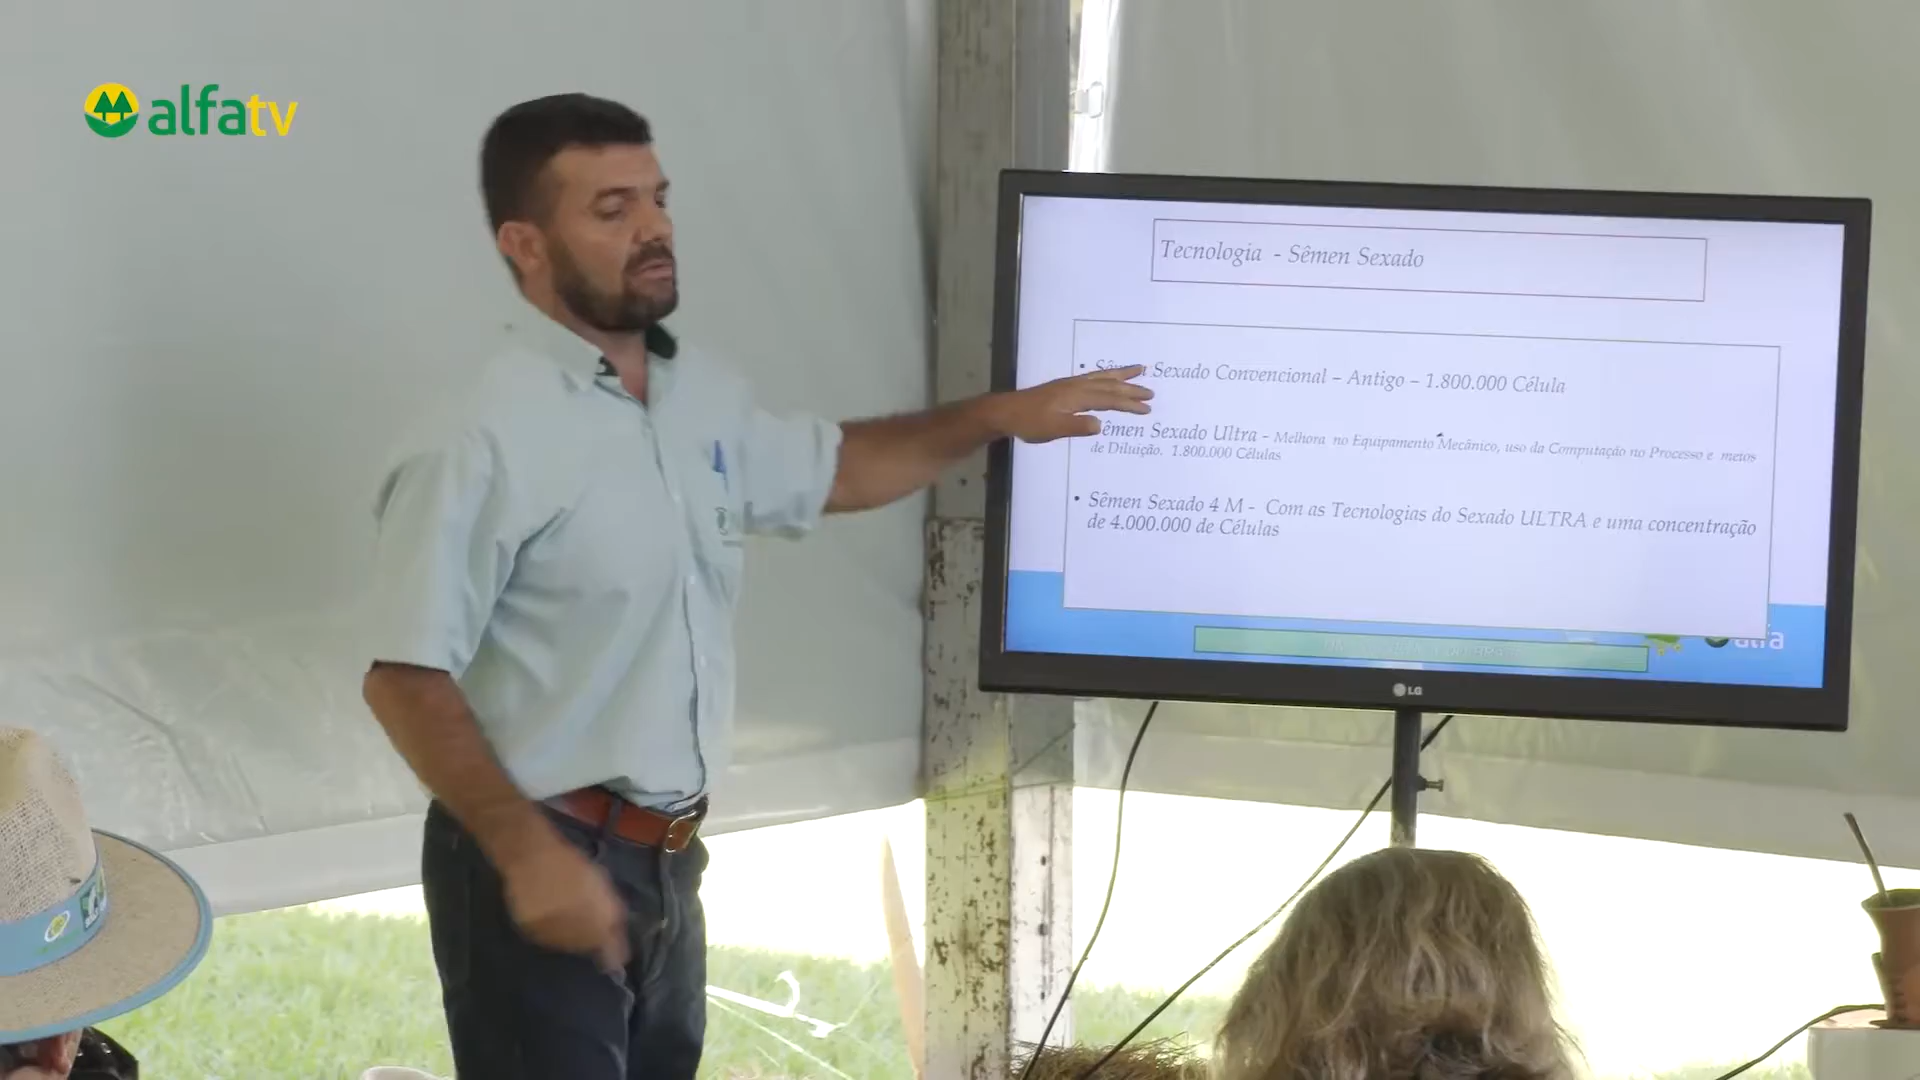 alfatv
Tecnologia - Sêmen Sexado
• Sexado Convencional – Antigo – 1.800.000 Célula
Sêmen Sexado Ultra – Melhora no Equipamento Mecânico, uso da Computação no Processo e meios
de Diluição. 1.800.000 Células
• Sêmen Sexado 4 M - Com as Tecnologias do Sexado ULTRA e uma concentração
de 4.000.000 de Células
alfa
LG